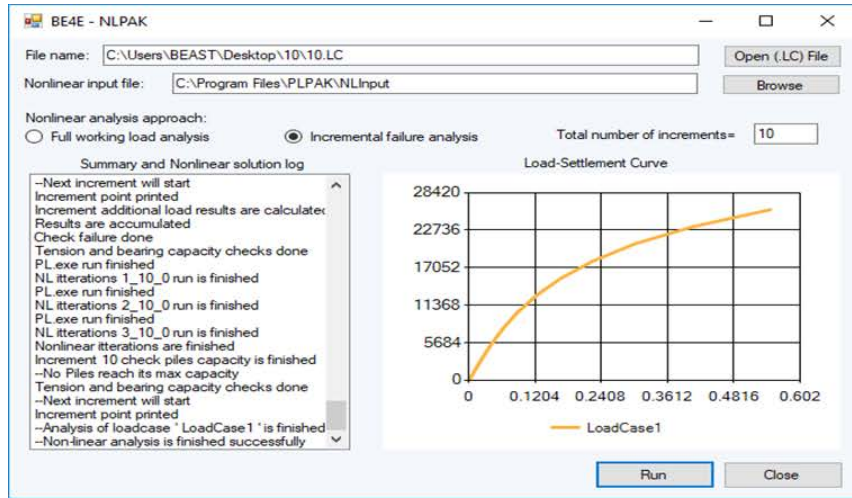 BE4E - NLPAK
File name: C:\Users\BEAST\Desktop\10\10.LC Open (.LC) File
Nonlinear input file: C:\Program Files\PLPAK\NLInput Browse
Nonlinear analysis approach:
Full working load analysis Incremental failure analysis Total number of increments= 10
Summary and Nonlinear solution log
--Next increment will start
Increment point printed
Increment additional load results are calculated
Results are accumulated
Check failure done
Tension and bearing capacity checks done
PL.exe run finished
NL itterations 1_10_0 run is finished
PL.exe run finished
NL itterations 2_10_0 run is finished
PL.exe run finished
NL itterations 3_10_0 run is finished
Nonlinear itterations are finished
Increment 10 check piles capacity is finished
--No Piles reach its max capacity
Tension and bearing capacity checks done
--Next increment will start
Increment point printed
--Analysis of loadcase ' LoadCase1 ' is finished
--Non-linear analysis is finished successfully
Load-Settlement Curve
28420
22736
17052
11368
5684
0
0 0.1204 0.2408 0.3612 0.4816 0.602
LoadCase1
Run Close